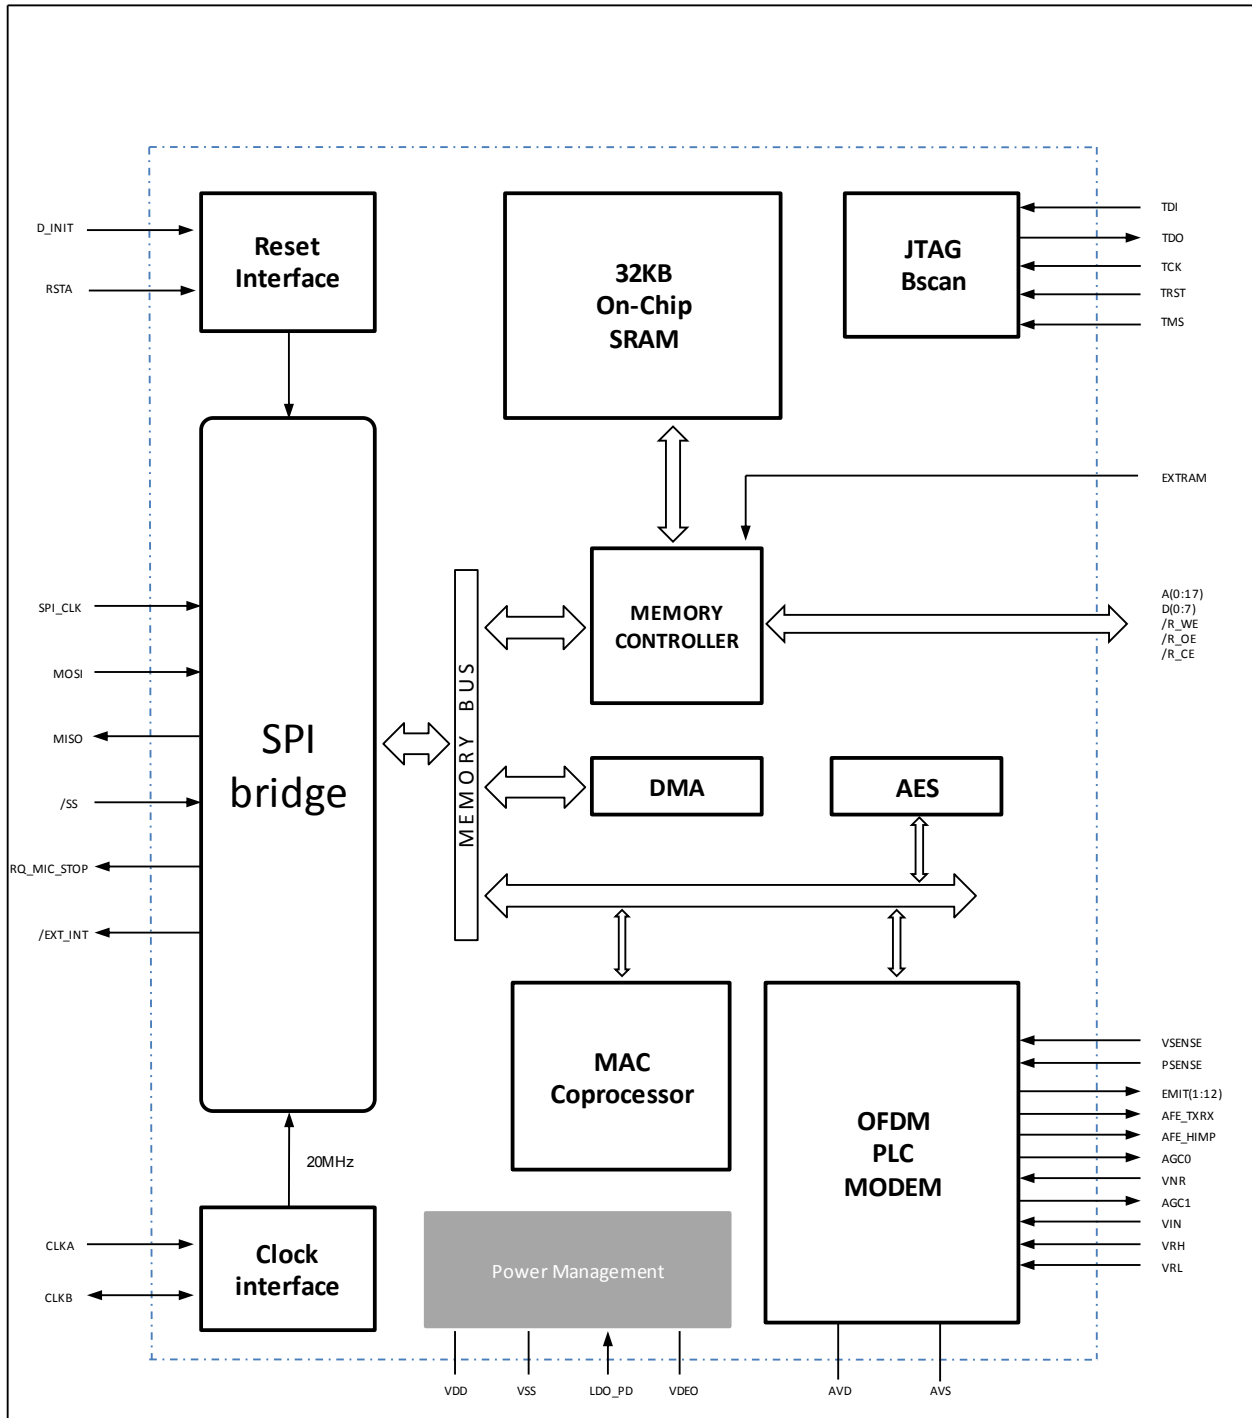 D_INIT
RSTA
Reset
Interface
32KB
On-Chip
SRAM
JTAG
Bscan
TDI
TDO
TCK
TRST
TMS
EXTRAM
SPI_CLK
MOSI
MISO
/SS
RQ_MIC_STOP
/EXT_INT
SPI
bridge
MEMORY BUS
MEMORY
CONTROLLER
A(0:17)
D(0:7)
/R_WE
/R_OE
/R_CE
DMA
AES
MAC
Coprocessor
OFDM
PLC
MODEM
VSENSE
PSENSE
EMIT(1:12)
AFE_TXRX
AFE_HIMP
AGC0
VNR
AGC1
VIN
VRH
VRL
20MHz
CLKA
CLKB
Clock
interface
Power Management
VDD
VSS
LDO_PD
VDEO
AVD
AVS